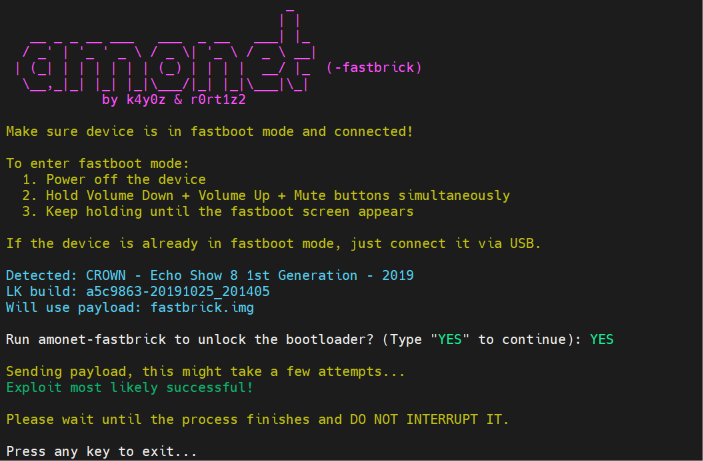 amonet (-fastbrick)
by k4y0z & r0rt1z2
Make sure device is in fastboot mode and connected!
To enter fastboot mode:
1. Power off the device
2. Hold Volume Down + Volume Up + Mute buttons simultaneously
3. Keep holding until the fastboot screen appears
If the device is already in fastboot mode, just connect it via USB.
Detected: CROWN - Echo Show 8 1st Generation - 2019
LK build: a5c9863-20191025_201405
Will use payload: fastbrick.img
Run amonet-fastbrick to unlock the bootloader? (Type "YES" to continue): YES
Sending payload, this might take a few attempts...
Exploit most likely successful!
Please wait until the process finishes and DO NOT INTERRUPT IT.
Press any key to exit...